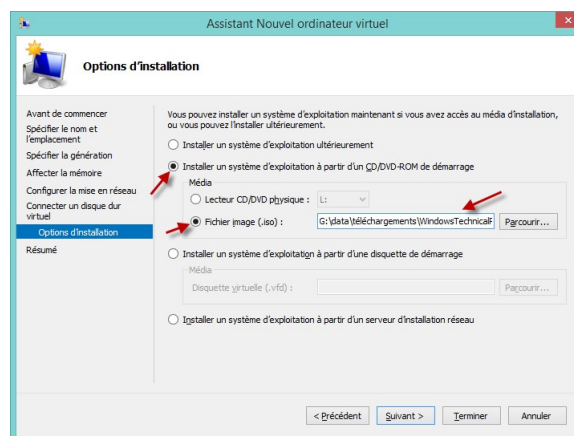 Assistant Nouvel ordinateur virtuel
Options d'installation
Avant de commencer
Spécifier le nom et
l'emplacement
Spécifier la génération
Affecter la mémoire
Configurer la mise en réseau
Connecter un disque dur
virtuel
Options d'installation
Résumé
Vous pouvez installer un système d'exploitation maintenant si vous avez accès au média d'installation,
ou vous pouvez l'installer ultérieurement.
Installer un système d'exploitation ultérieurement
Installer un système d'exploitation à partir d'un CD/DVD-ROM de démarrage
Média
Lecteur CD/DVD physique : L:
Fichier image (.iso) : G:\data\téléchargements\WindowsTechnicalP Parcourir...
Installer un système d'exploitation à partir d'une disquette de démarrage
Média
Disquette virtuelle (.vfd) : Parcourir...
Installer un système d'exploitation à partir d'un serveur d'installation réseau
< Précédent Suivant > Terminer Annuler